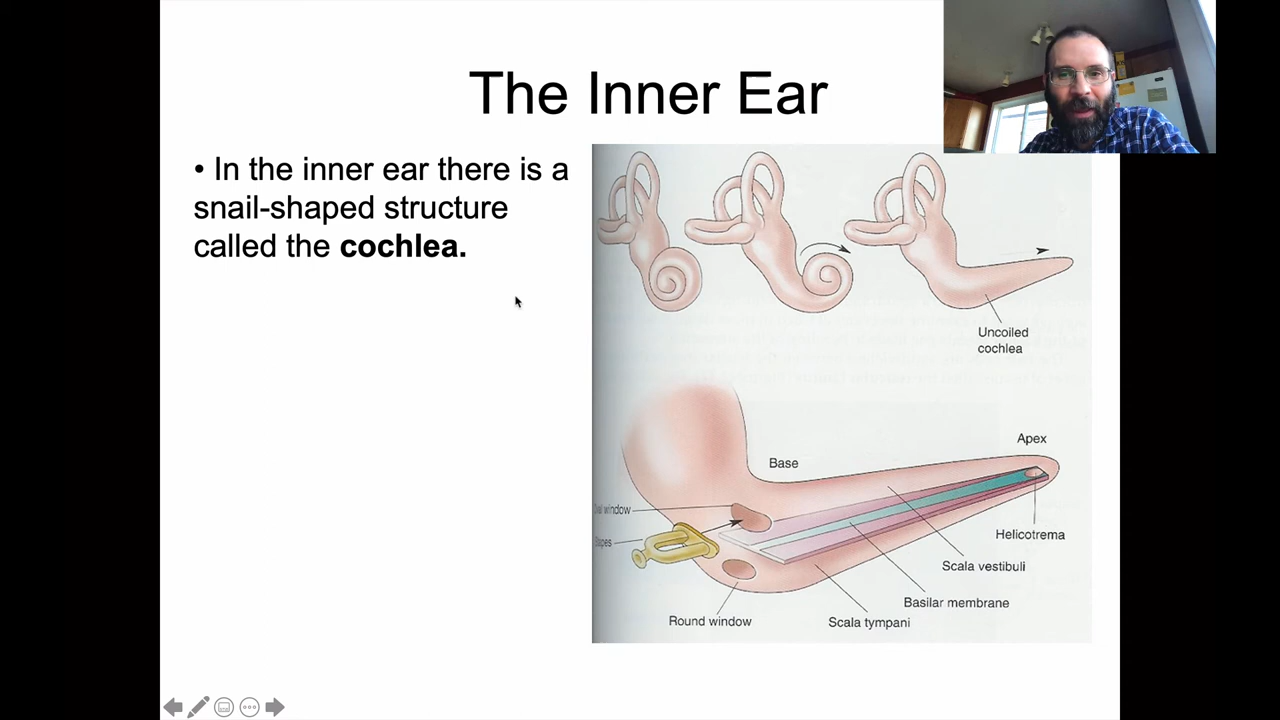 The Inner Ear
• In the inner ear there is a
snail-shaped structure
called the cochlea.
Uncoiled
cochlea
Apex
Base
window
Helicotrema
Scala vestibuli
Basilar membrane
Round window
Scala tympani